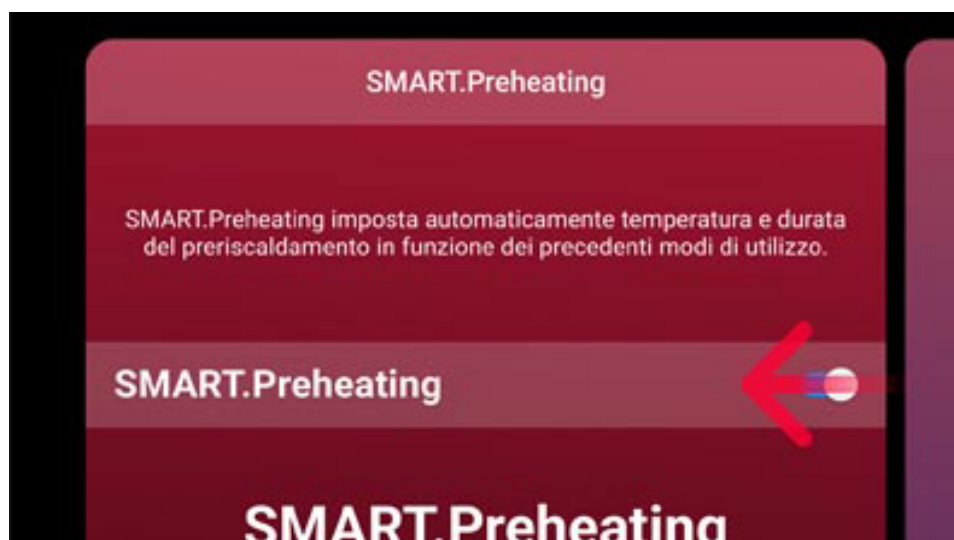 SMART.Preheating
SMART.Preheating imposta automaticamente temperatura e durata
del preriscaldamento in funzione dei precedenti modi di utilizzo.
SMART.Preheating
SMART.Preheating